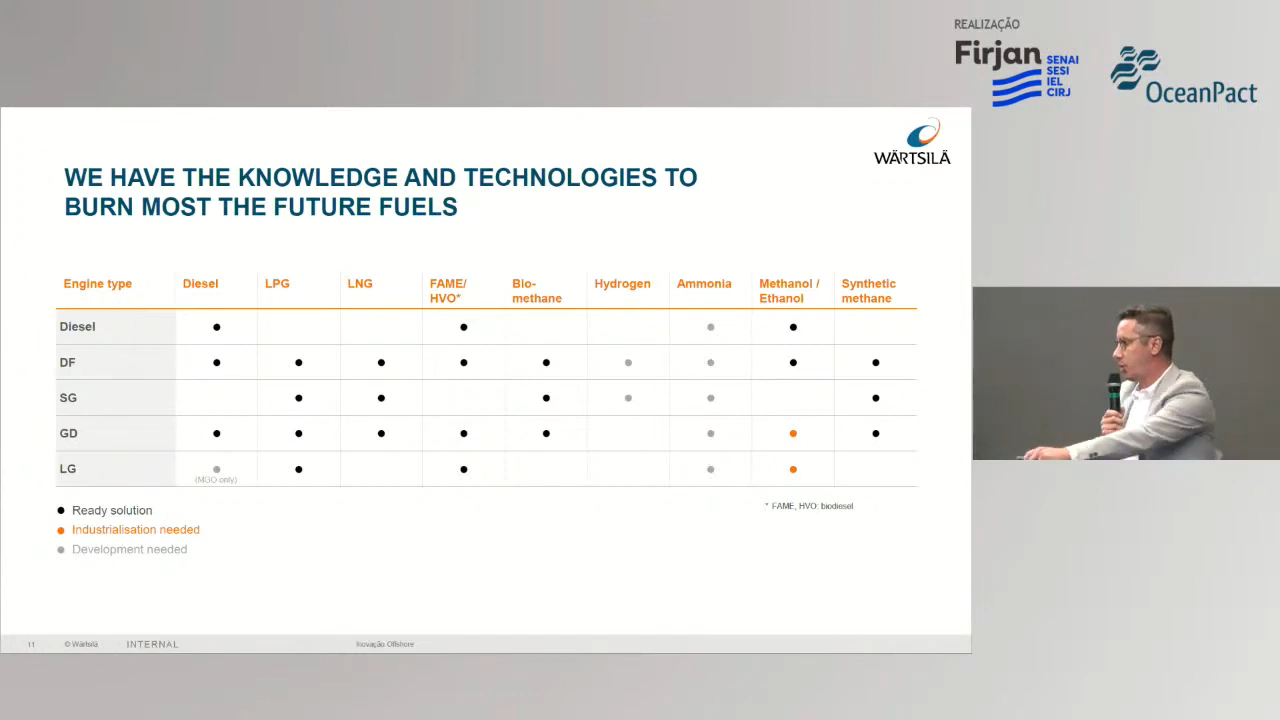 REALIZAÇÃO
Firjan
SENAI
SESI
IEL
CIRJ
OceanPact
WÄRTSILÄ
WE HAVE THE KNOWLEDGE AND TECHNOLOGIES TO
BURN MOST THE FUTURE FUELS
Engine type Diesel LPG LNG FAME/ HVO* Bio- methane Hydrogen Ammonia Methanol / Ethanol Synthetic methane
Diesel
DF
SG
GD
LG
(MGO only)
Ready solution
* FAME, HVO: biodiesel
Industrialisation needed
Development needed
11 © Wärtsilä INTERNAL Inovação Offshore